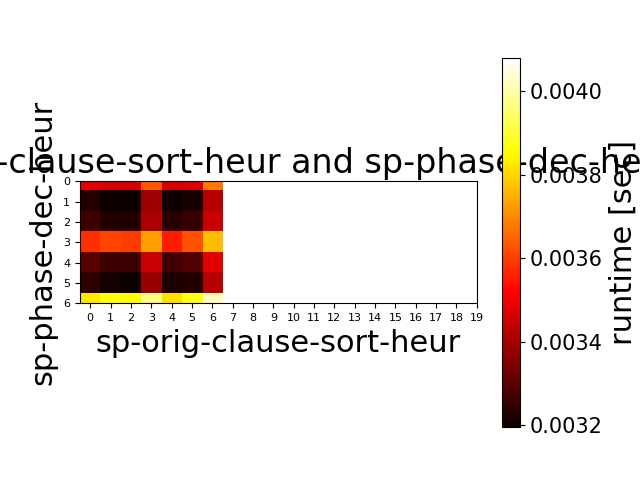 -clause-sort-heur and sp-phase-dec-he
sp-phase-dec-heur
0
1
2
3
4
5
6
0 1 2 3 4 5 6 7 8 9 10 11 12 13 14 15 16 17 18 19
sp-orig-clause-sort-heur
0.0040
0.0038
0.0036
0.0034
0.0032
runtime [sec]